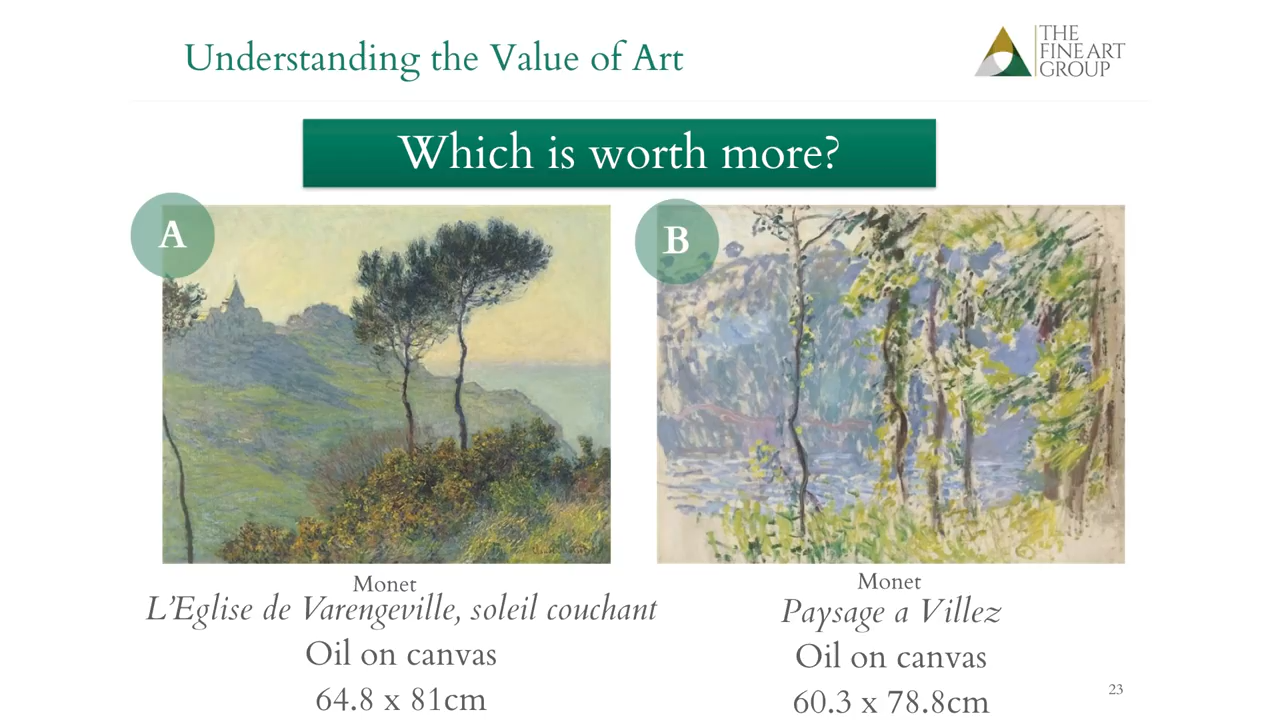 Understanding the Value of Art
THE
FINE ART
GROUP
Which is worth more?
A
B
Monet
L'Eglise de Varengeville, soleil couchant
Oil on canvas
64.8 x 81cm
Monet
Paysage a Villez
Oil on canvas
60.3 x 78.8cm
23